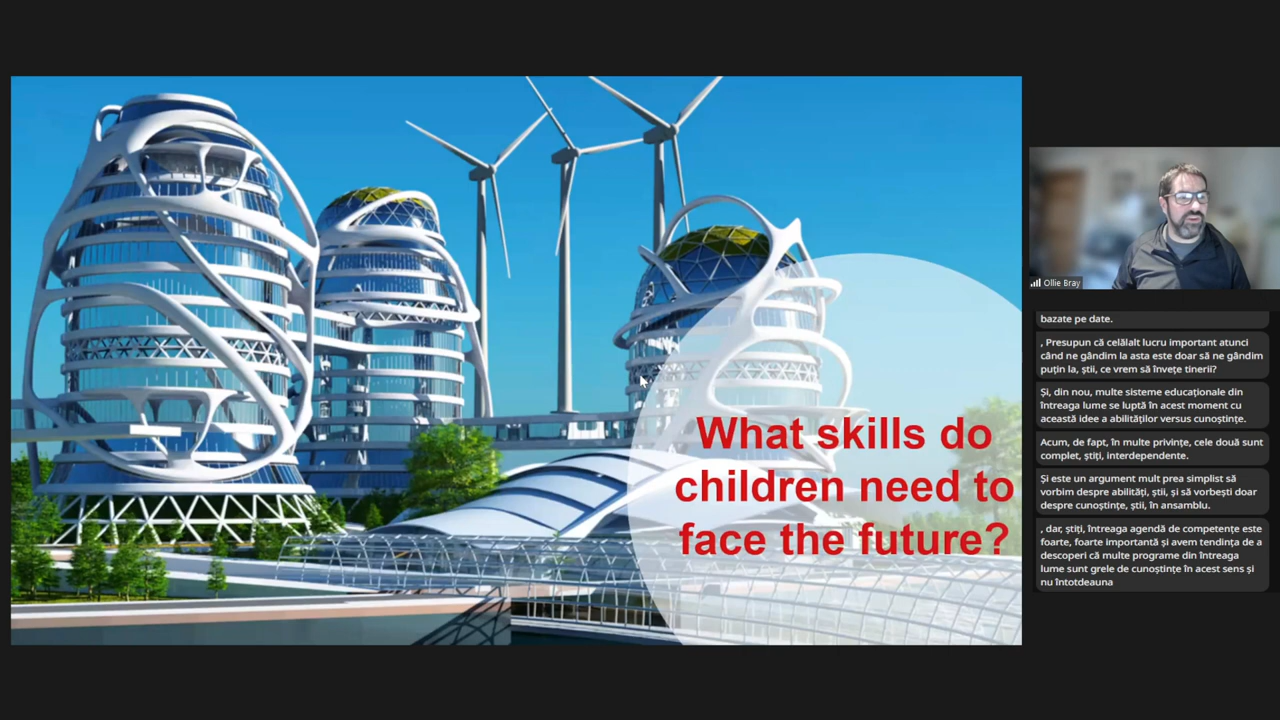 What skills do
children need to
face the future?
Ollie Bray
bazate pe date.
, Presupun că celălalt lucru important atunci
când ne gândim la asta este doar să ne gândim
puțin la, știi, ce vrem să învețe tinerii?
Și, din nou, multe sisteme educaționale din
întreaga lume se luptă în acest moment cu
această idee a abilităților versus cunoștințe.
Acum, de fapt, în multe privințe, cele două sunt
complet, știți, interdependente.
Și este un argument mult prea simplist să
vorbim despre abilități, știi, și să vorbești doar
despre cunoștințe, știi, în ansamblu.
, dar, știți, întreaga agendă de competențe este
foarte, foarte importantă și avem tendința de a
descoperi că multe programe din întreaga
lume sunt grele de cunoștințe în acest sens și
nu întotdeauna